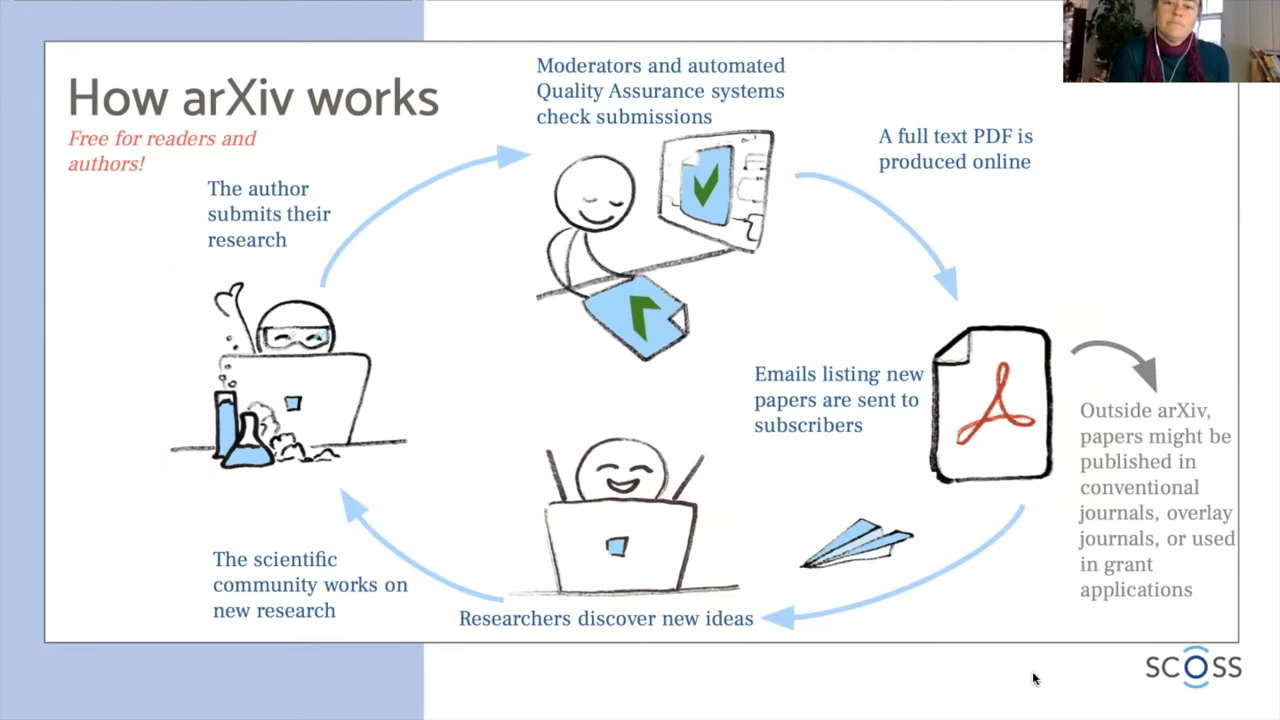 How arXiv works
Free for readers and
authors!
The author
submits their
research
Moderators and automated
Quality Assurance systems
check submissions
A full text PDF is
produced online
Emails listing new
papers are sent to
subscribers
Outside arXiv,
papers might be
published in
conventional
journals, overlay
journals, or used
in grant
applications
Researchers discover new ideas
The scientific
community works on
new research
SCOSS